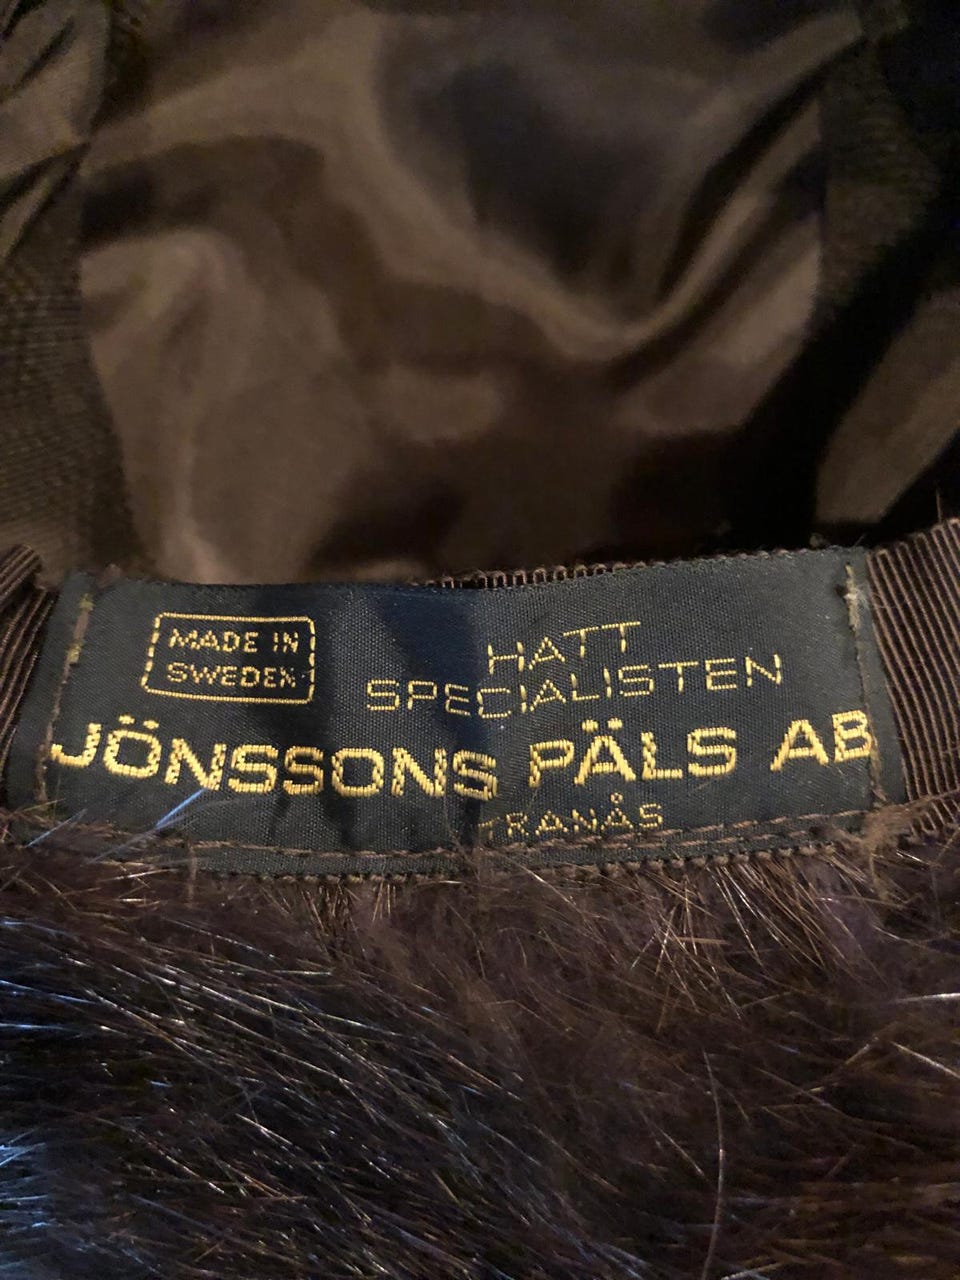 MADE IN
SWEDEN
HATT
SPECIALISTEN
JÖNSSONS PÄLS AB
TRANÅS